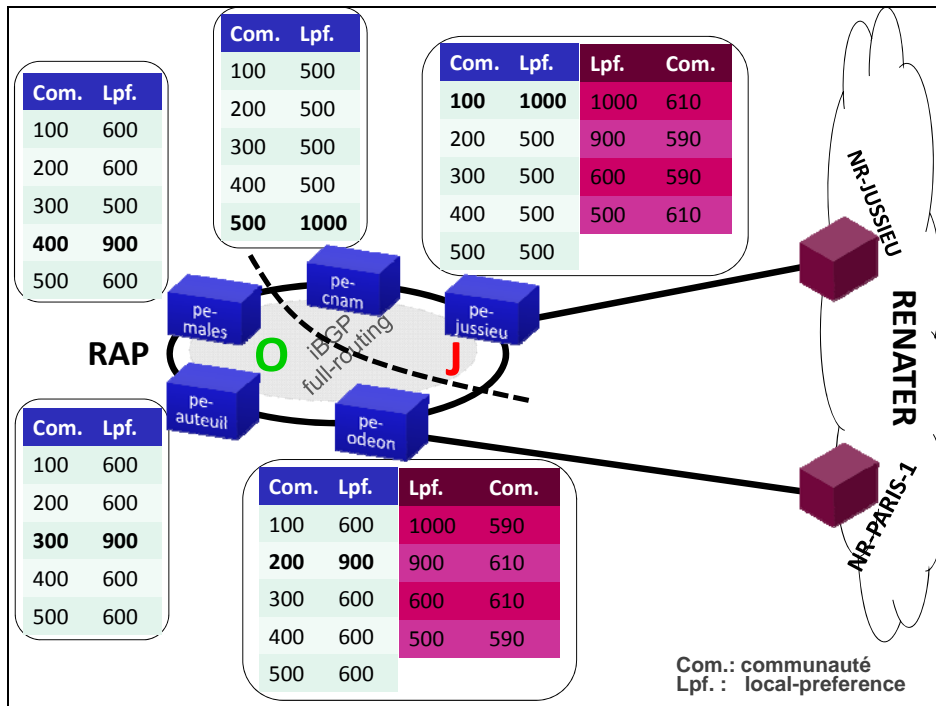 Com. Lpf.
100 600
200 600
300 500
400 900
500 600
Com. Lpf.
100 500
200 500
300 500
400 500
500 1000
Com. Lpf. Lpf. Com.
100 1000 1000 610
200 500 900 590
300 500 600 590
400 500 500 610
500 500
pe-
males
pe-
cnam
pe-
jussieu
RAP
O
iBGP
full-routing
J
pe-
auteuil
pe-
odeon
NR-JUSSIEU
RENATER
NR-PARIS-1
Com. Lpf.
100 600
200 600
300 900
400 600
500 600
Com. Lpf. Lpf. Com.
100 600 1000 590
200 900 900 610
300 600 600 610
400 600 500 590
500 600
Com.: communauté
Lpf. : local-preference